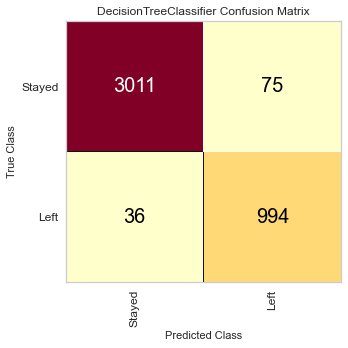 DecisionTreeClassifier Confusion Matrix
True Class
Stayed
3011
75
Left
36
994
Stayed
Left
Predicted Class